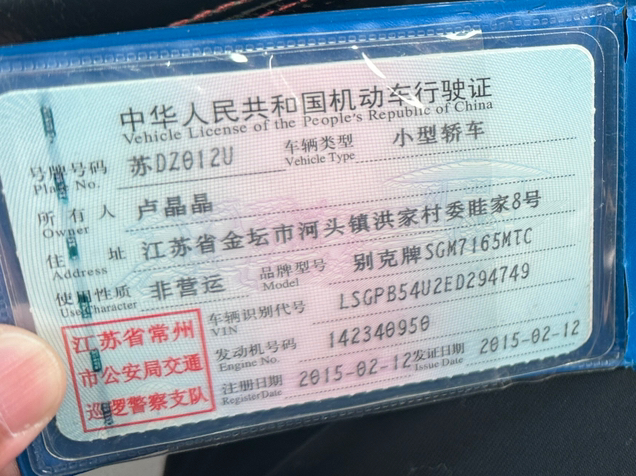 中华人民共和国机动车行驶证
Vehicle License of the People's Republic of China
号牌号码 苏DZ012U 车辆类型 小型轿车
Plate No. Vehicle Type
所有人 卢晶晶
Owner
住址 江苏省金坛市河头镇洪家村委眭家8号
Address
使用性质 非营运 品牌型号 别克牌SGM7165MTC
Use Character Model
车辆识别代号 LSGPB54U2ED294749
VIN
发动机号码 142340950
Engine No.
注册日期 2015-02-12 发证日期 2015-02-12
Register Date Issue Date
江苏省常州
市公安局交通
巡逻警察支队